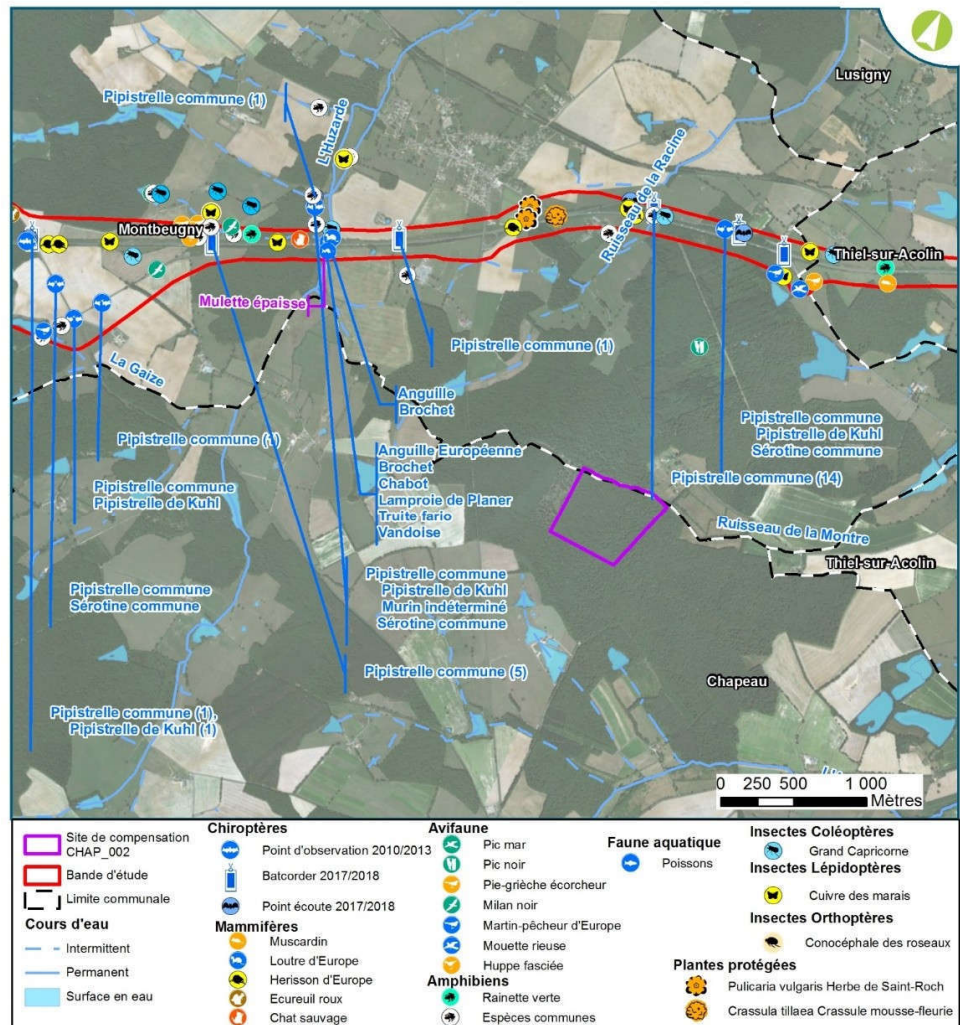 Lusigny
Pipistrelle commune (1)
L'Huzarde
Ruisseau de la Racine
Montbeugny
Thiel-sur-Acolin
Mulette épaisse
La Gaize
Pipistrelle commune (1)
Anguille
Brochet
Pipistrelle commune
Pipistrelle de Kuhl
Sérotine commune
Pipistrelle commune (1)
Anguille Européenne
Brochet
Chabot
Lamproie de Planer
Truite fario
Vandoise
Pipistrelle commune (14)
Pipistrelle commune
Pipistrelle de Kuhl
Ruisseau de la Montre
Thiel-sur-Acolin
Pipistrelle commune
Pipistrelle de Kuhl
Murin indéterminé
Sérotine commune
Pipistrelle commune
Sérotine commune
Pipistrelle commune (5)
Chapeau
Pipistrelle commune (1),
Pipistrelle de Kuhl (1)
0 250 500 1 000
Mètres
Site de compensation
CHAP_002
Bande d'étude
Limite communale
Cours d'eau
Intermittent
Permanent
Surface en eau
Chiroptères
Point d'observation 2010/2013
Batcorder 2017/2018
Point écoute 2017/2018
Mammifères
Muscardin
Loutre d'Europe
Herisson d'Europe
Ecureuil roux
Chat sauvage
Avifaune
Pic mar
Pic noir
Pie-grièche écorcheur
Milan noir
Martin-pêcheur d'Europe
Mouette rieuse
Huppe fasciée
Amphibiens
Rainette verte
Espèces communes
Faune aquatique
Poissons
Insectes Coléoptères
Grand Capricorne
Insectes Lépidoptères
Cuivre des marais
Insectes Orthoptères
Conocéphale des roseaux
Plantes protégées
Pulicaria vulgaris Herbe de Saint-Roch
Crassula tillaea Crassule mousse-fleurie